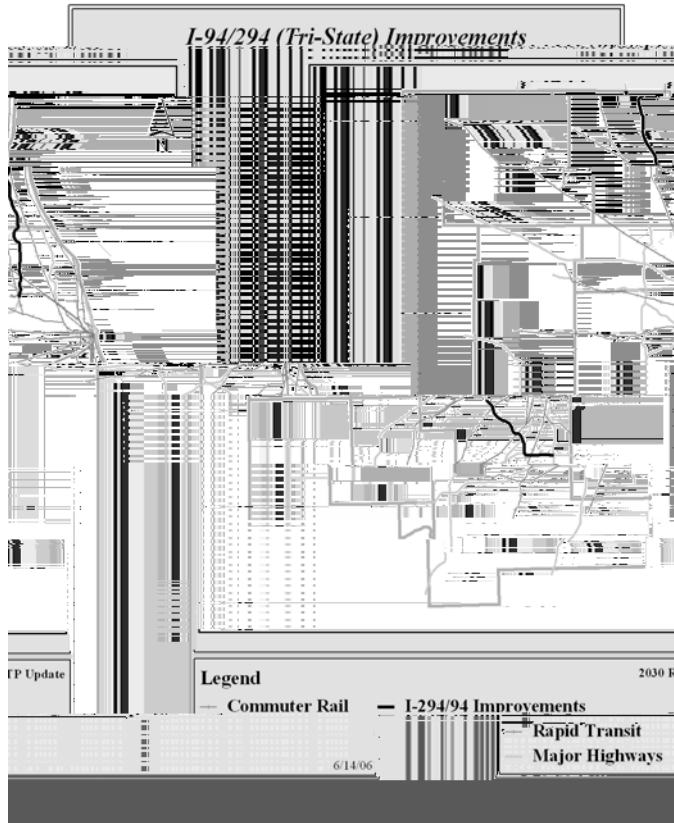 I-94/294 (Tri-State) Improvements
N
TP Update
Legend
2030 R
Commuter Rail
I-294/94 Improvements
Rapid Transit
Major Highways
6/14/06